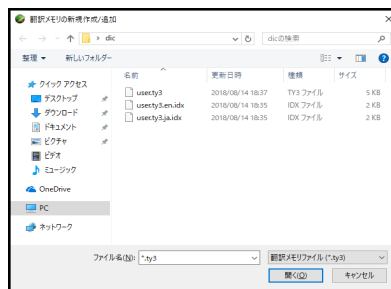 翻訳メモリの新規作成/追加
dic
dicの検索
整理
新しいフォルダー
名前
更新日時
種類
サイズ
クイック アクセス
デスクトップ
ダウンロード
ドキュメント
ピクチャ
ビデオ
ミュージック
OneDrive
PC
ネットワーク
user.ty3 2018/08/14 18:37 TY3 ファイル 1 KB
user.ty3.en.idx 2018/08/14 18:35 IDX ファイル 2 KB
user.ty3.ja.idx 2018/08/14 18:35 IDX ファイル 2 KB
ファイル名(N): *.ty3
翻訳メモリファイル (*.ty3)
開く(O)
キャンセル